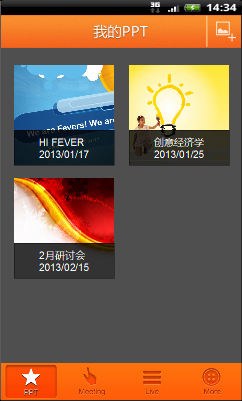 3G 14:34
我的PPT
We are Fevers! We are
HI FEVER
2013/01/17
创意经济学
2013/01/25
2月研讨会
2013/02/15
PPT
Meeting
Live
More